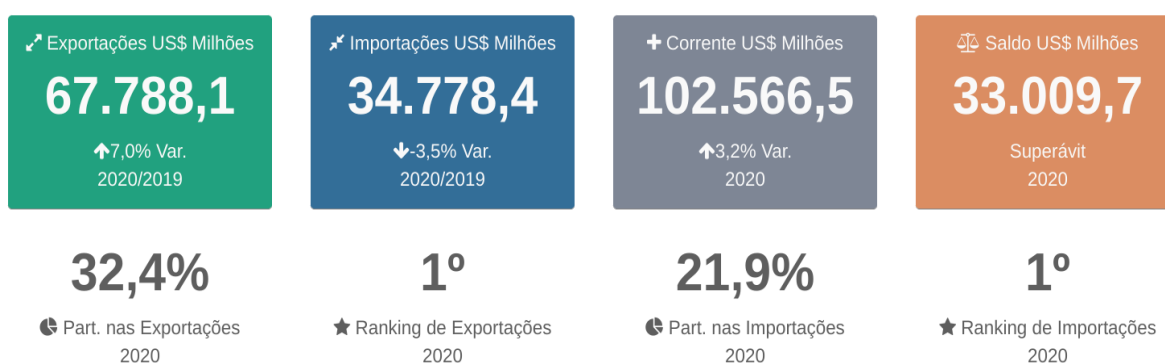 Exportações US$ Milhões
67.788,1
7,0% Var.
2020/2019
Importações US$ Milhões
34.778,4
-3,5% Var.
2020/2019
Corrente US$ Milhões
102.566,5
3,2% Var.
2020
Saldo US$ Milhões
33.009,7
Superávit
2020
32,4%
Part. nas Exportações
2020
1º
Ranking de Exportações
2020
21,9%
Part. nas Importações
2020
1º
Ranking de Importações
2020